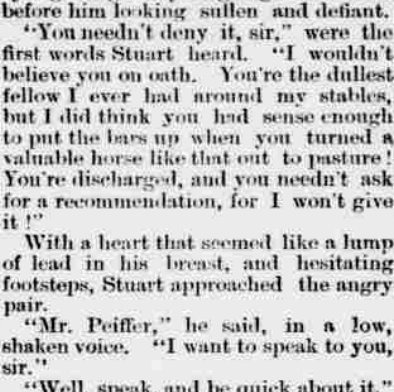 before him looking sullen and defiant.
"You needn't deny it, sir," were the
first words Stuart heard. "I wouldn't
believe you on oath. You're the dullest
fellow I ever had around my stables,
but I did think you had sense enough
to put the bars up when you turned a
valuable horse like that out to pasture!
You're discharged, and you needn't ask
for a recommendation, for I won't give
it!"
With a heart that seemed like a lump
of lead in his breast, and hesitating
footsteps, Stuart approached the angry
pair.
"Mr. Peiffer," he said, in a low,
shaken voice. "I want to speak to you,
sir."
"Well, speak, and be quick about it,"